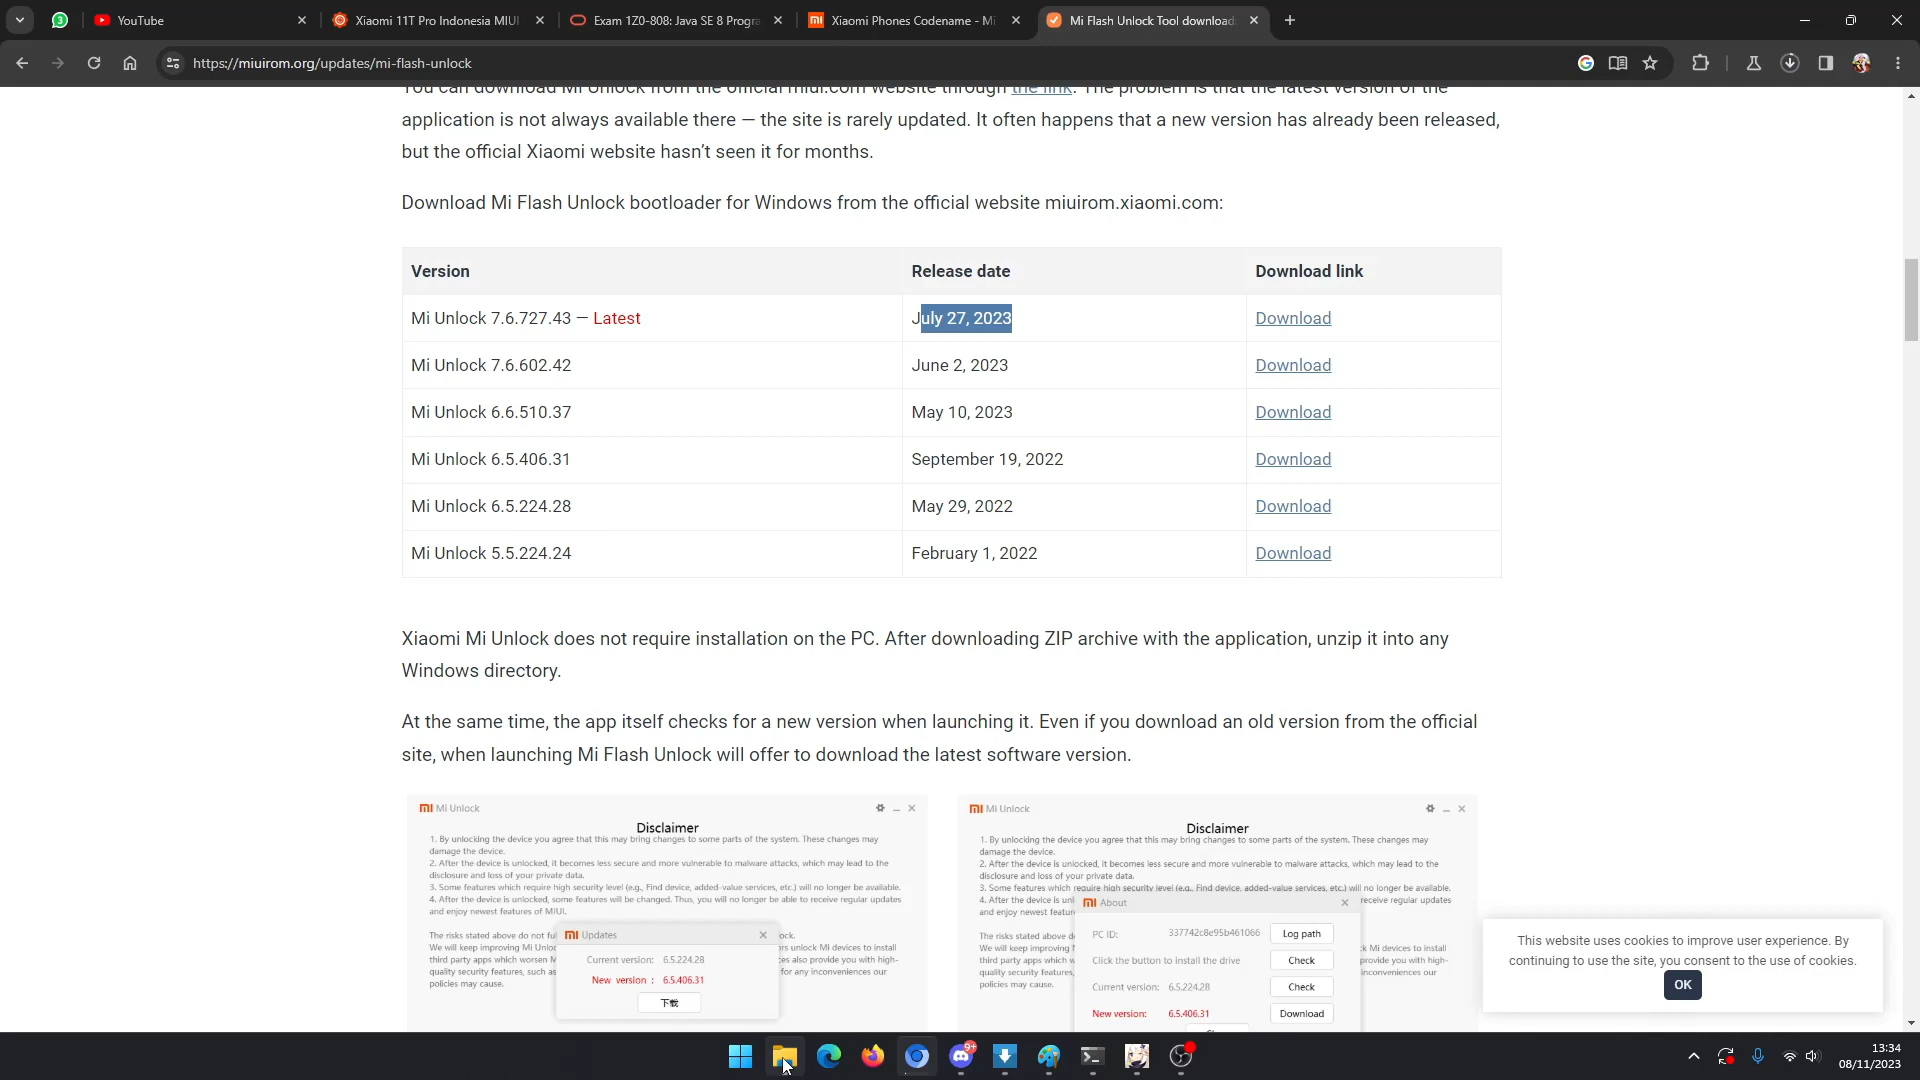 3
YouTube
Xiaomi 11T Pro Indonesia MIUI
Exam 1Z0-808: Java SE 8 Progra
Xiaomi Phones Codename - Mi
Mi Flash Unlock Tool download
https://miuirom.org/updates/mi-flash-unlock
You can download Mi Unlock from the official miui.com website through the link. The problem is that the latest version of the
application is not always available there — the site is rarely updated. It often happens that a new version has already been released,
but the official Xiaomi website hasn't seen it for months.
Download Mi Flash Unlock bootloader for Windows from the official website miuirom.xiaomi.com:
Version Release date Download link
Mi Unlock 7.6.727.43 — Latest July 27, 2023 Download
Mi Unlock 7.6.602.42 June 2, 2023 Download
Mi Unlock 6.6.510.37 May 10, 2023 Download
Mi Unlock 6.5.406.31 September 19, 2022 Download
Mi Unlock 6.5.224.28 May 29, 2022 Download
Mi Unlock 5.5.224.24 February 1, 2022 Download
Xiaomi Mi Unlock does not require installation on the PC. After downloading ZIP archive with the application, unzip it into any
Windows directory.
At the same time, the app itself checks for a new version when launching it. Even if you download an old version from the official
site, when launching Mi Flash Unlock will offer to download the latest software version.
Mi Unlock
Disclaimer
1. By unlocking the device you agree that this may bring changes to some parts of the system. These changes may
damage the device.
2. After the device is unlocked, it becomes less secure and more vulnerable to malware attacks, which may lead to the
disclosure and loss of your private data.
3. Some features which require high security level (e.g., Find device, added-value services, etc.) will no longer be available.
4. After the device is unlocked, some features will be changed. Thus, you will no longer be able to receive regular updates
and enjoy newest features of MIUI.
The risks stated above do not ful
ock.
We will keep improving Mi Unloc
ors unlock Mi devices to install
third party apps which worsen M
ces also provide you with high-
quality security features, such as
for any inconveniences our
policies may cause.
Updates
Current version: 6.5.224.28
New version : 6.5.406.31
下载
Mi Unlock
Disclaimer
1. By unlocking the device you agree that this may bring changes to some parts of the system. These changes may
damage the device.
2. After the device is unlocked, it becomes less secure and more vulnerable to malware attacks, which may lead to the
disclosure and loss of your private data.
3. Some features which require high security level (e.g., Find device, added-value services, etc.) will no longer be available.
4. After the device is unl
receive regular updates
and enjoy newest feature
The risks stated above do
We will keep improving M
ck Mi devices to install
third party apps which w
provide you with high-
quality security features,
inconveniences our
policies may cause.
About
PC ID: 337742c8e95b461066 Log path
Click the button to install the drive Check
Current version: 6.5.224.28 Check
New version: 6.5.406.31 Download
This website uses cookies to improve user experience. By
continuing to use the site, you consent to the use of cookies.
OK
9+
13:34
08/11/2023